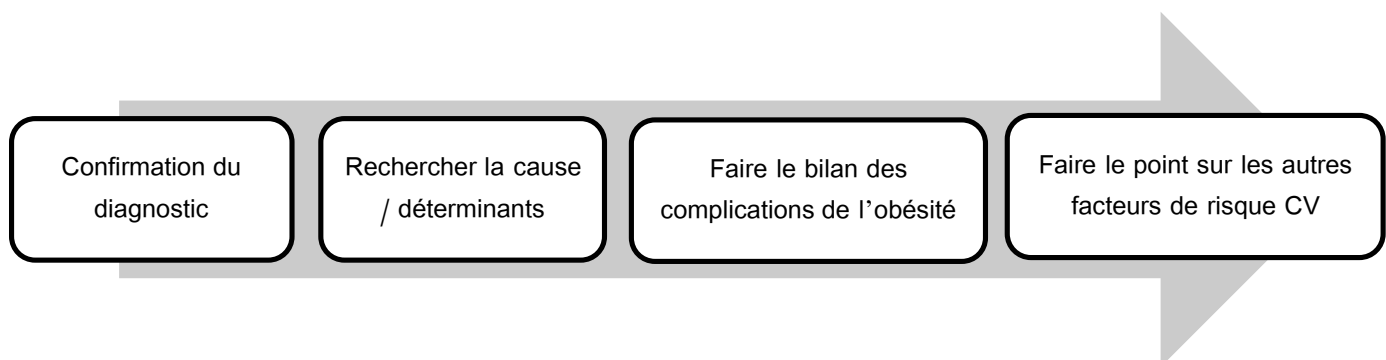 Confirmation du
diagnostic
Rechercher la cause
/ déterminants
Faire le bilan des
complications de l’obésité
Faire le point sur les autres
facteurs de risque CV